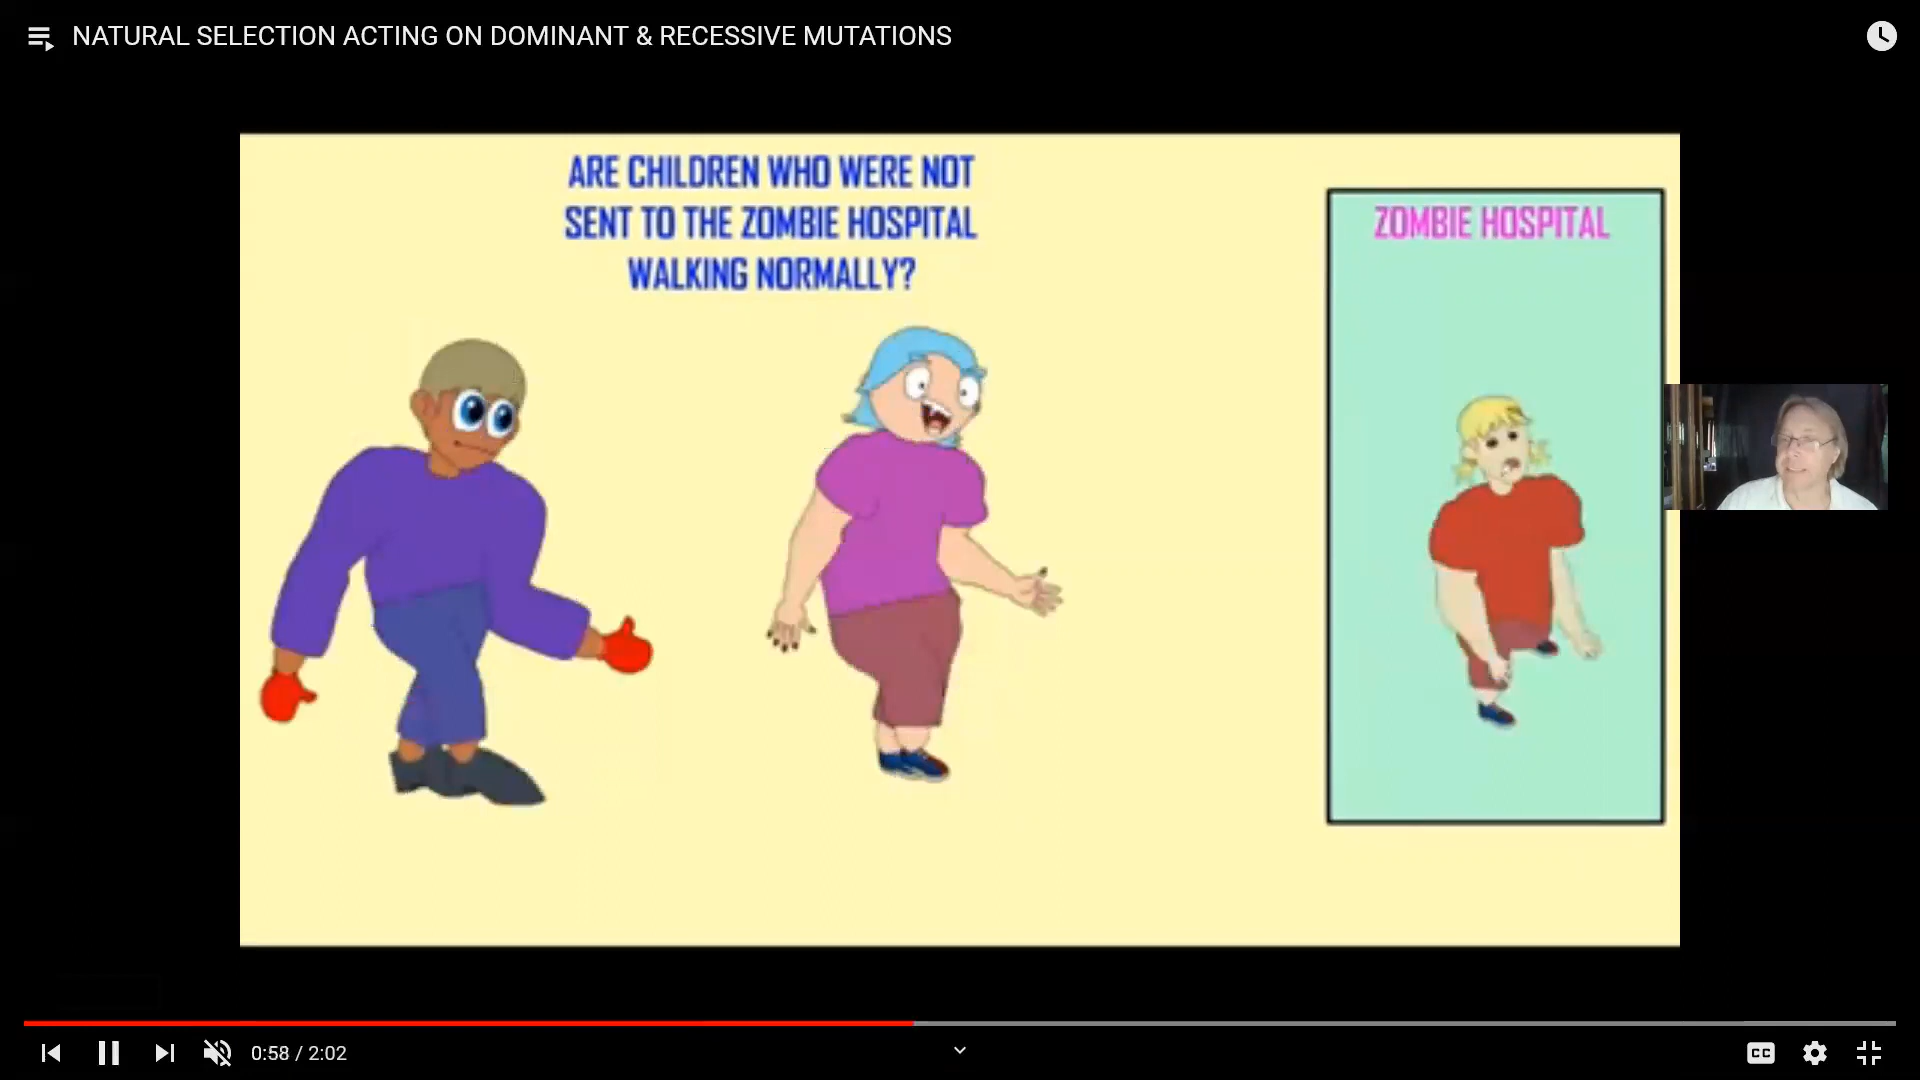 NATURAL SELECTION ACTING ON DOMINANT & RECESSIVE MUTATIONS
ARE CHILDREN WHO WERE NOT
SENT TO THE ZOMBIE HOSPITAL
WALKING NORMALLY?
ZOMBIE HOSPITAL
0:58 / 2:02
CC